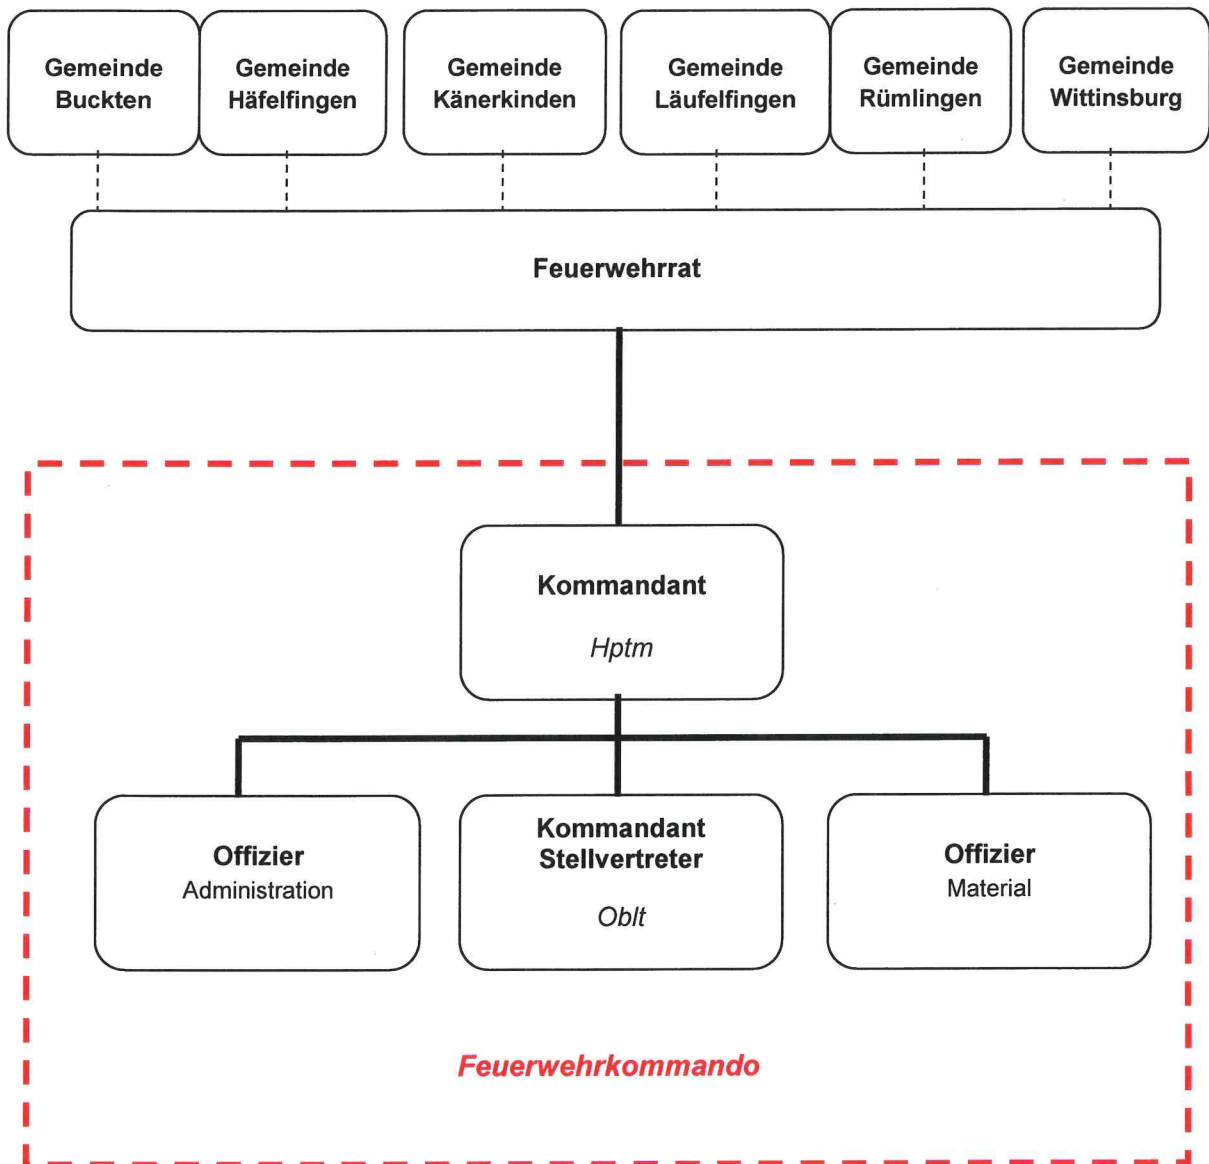 Gemeinde
Buckten
Gemeinde
Häfelfingen
Gemeinde
Känerkinden
Gemeinde
Läufelfingen
Gemeinde
Rümlingen
Gemeinde
Wittinsburg
Feuerwehrrat
Kommandant
Hptm
Offizier
Administration
Kommandant
Stellvertreter
Oblt
Offizier
Material
Feuerwehrkommando